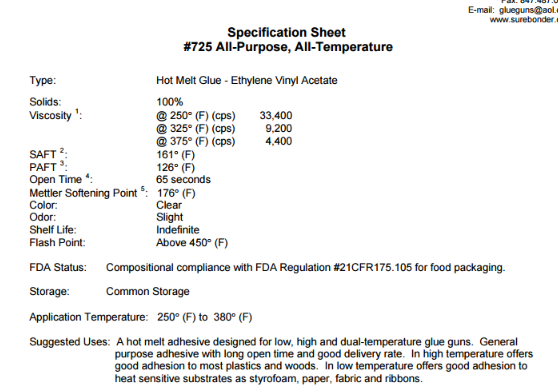 Fax: 847.487.0
E-mail: glueguns@aol.c
www.surebonder.c
Specification Sheet
#725 All-Purpose, All-Temperature
Type: Hot Melt Glue - Ethylene Vinyl Acetate
Solids: 100%
Viscosity ¹: @ 250° (F) (cps) 33,400
@ 325° (F) (cps) 9,200
@ 375° (F) (cps) 4,400
SAFT ²: 161° (F)
PAFT ³: 126° (F)
Open Time ⁴: 65 seconds
Mettler Softening Point ⁵: 176° (F)
Color: Clear
Odor: Slight
Shelf Life: Indefinite
Flash Point: Above 450° (F)
FDA Status: Compositional compliance with FDA Regulation #21CFR175.105 for food packaging.
Storage: Common Storage
Application Temperature: 250° (F) to 380° (F)
Suggested Uses: A hot melt adhesive designed for low, high and dual-temperature glue guns. General
purpose adhesive with long open time and good delivery rate. In high temperature offers
good adhesion to most plastics and woods. In low temperature offers good adhesion to
heat sensitive substrates as styrofoam, paper, fabric and ribbons.